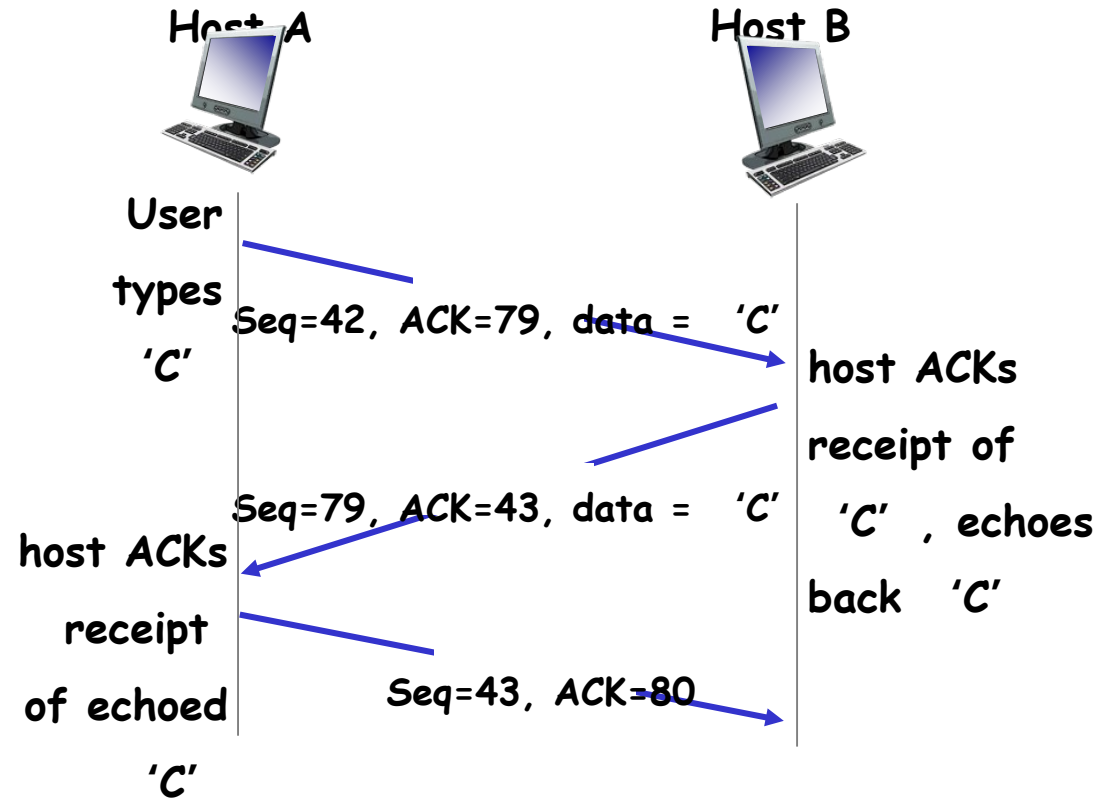 Host A
Host B
User
types
‘C’
Seq=42, ACK=79, data = ‘C’
host ACKs
receipt of
‘C’ , echoes
back ‘C’
Seq=79, ACK=43, data = ‘C’
host ACKs
receipt
of echoed
‘C’
Seq=43, ACK=80